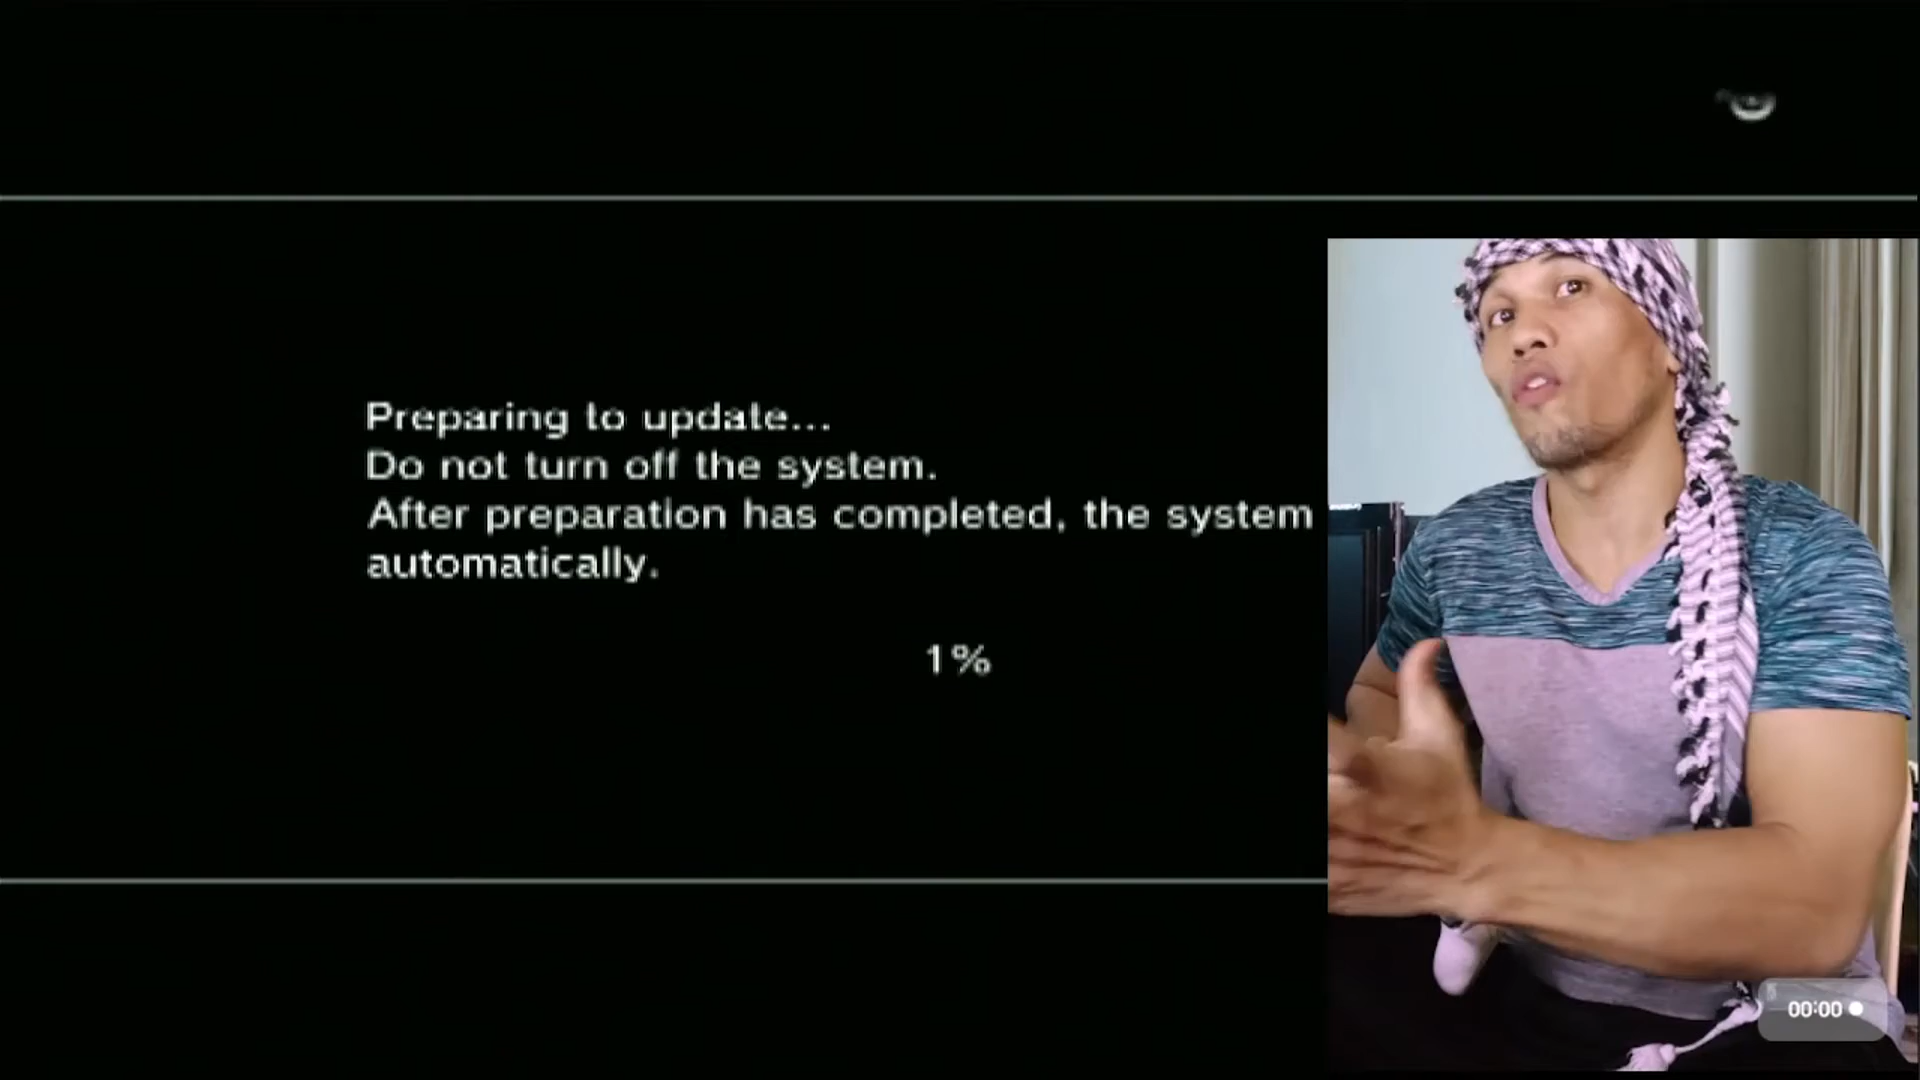 Preparing to update...
Do not turn off the system.
After preparation has completed, the system
automatically.
1%
00:00